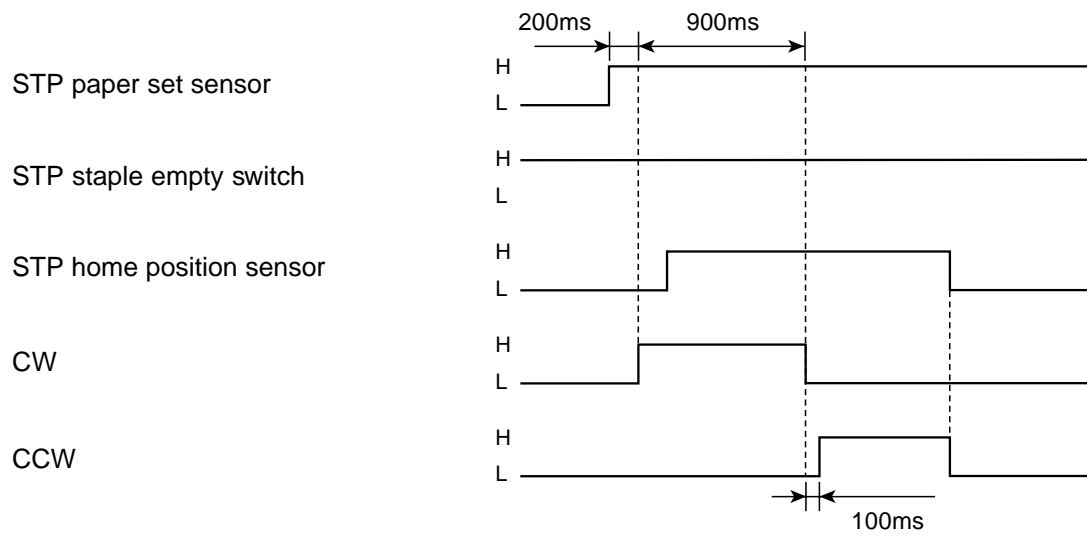 200ms 900ms
STP paper set sensor H
L
STP staple empty switch H
L
STP home position sensor H
L
CW H
L
CCW H
L
100ms